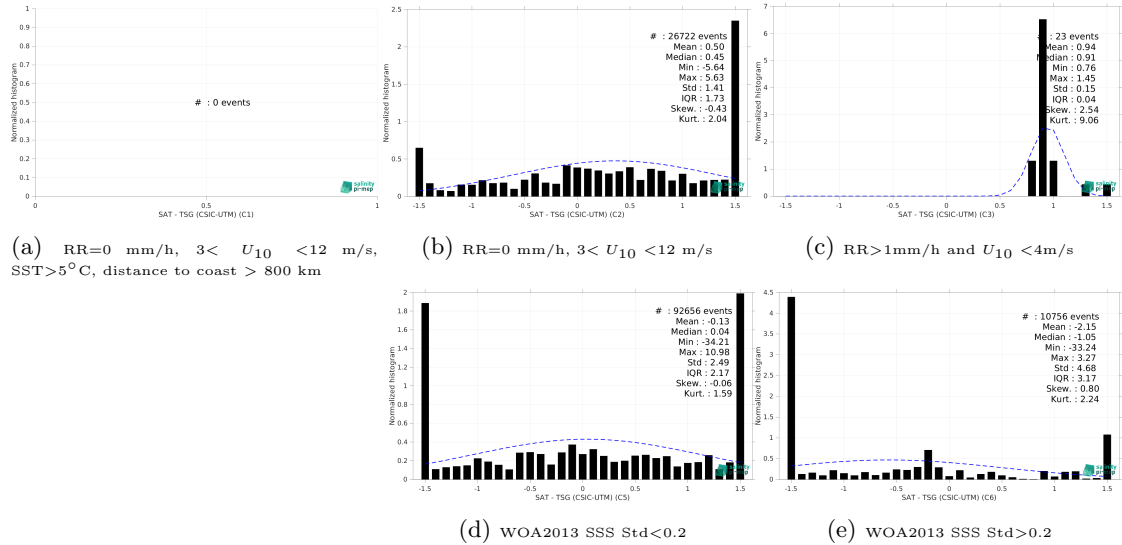 1
0.9
0.8
0.7
0.6
0.5
0.4
0.3
0.2
0.1
0
Normalized histogram
# : 0 events
salinity
pi-mep
0 0.5 1
SAT - TSG (CSIC-UTM) (C1)
2.5
2
1.5
1
0.5
0
Normalized histogram
# : 26722 events
Mean : 0.50
Median : 0.45
Min : -5.64
Max : 5.63
Std : 1.41
IQR : 1.73
Skew. : -0.43
Kurt. : 2.04
salinity
pi-mep
-1.5 -1 -0.5 0 0.5 1 1.5
SAT - TSG (CSIC-UTM) (C2)
7
6
5
4
3
2
1
0
Normalized histogram
# : 23 events
Mean : 0.94
Median : 0.91
Min : 0.76
Max : 1.45
Std : 0.15
IQR : 0.04
Skew. : 2.54
Kurt. : 9.06
salinity
pi-mep
-1.5 -1 -0.5 0 0.5 1 1.5
SAT - TSG (CSIC-UTM) (C3)
(a) RR=0 mm/h, 3< U10 <12 m/s,
SST>5°C, distance to coast > 800 km
(b) RR=0 mm/h, 3< U10 <12 m/s
(c) RR>1mm/h and U10 <4m/s
2
1.8
1.6
1.4
1.2
1
0.8
0.6
0.4
0.2
0
Normalized histogram
# : 92656 events
Mean : -0.13
Median : 0.04
Min : -34.21
Max : 10.98
Std : 2.49
IQR : 2.17
Skew. : -0.06
Kurt. : 1.59
salinity
pi-mep
-1.5 -1 -0.5 0 0.5 1 1.5
SAT - TSG (CSIC-UTM) (C5)
4.5
4
3.5
3
2.5
2
1.5
1
0.5
0
Normalized histogram
# : 10756 events
Mean : -2.15
Median : -1.05
Min : -33.24
Max : 3.27
Std : 4.68
IQR : 3.17
Skew. : 0.80
Kurt. : 2.24
salinity
pi-mep
-1.5 -1 -0.5 0 0.5 1 1.5
SAT - TSG (CSIC-UTM) (C6)
(d) WOA2013 SSS Std<0.2
(e) WOA2013 SSS Std>0.2